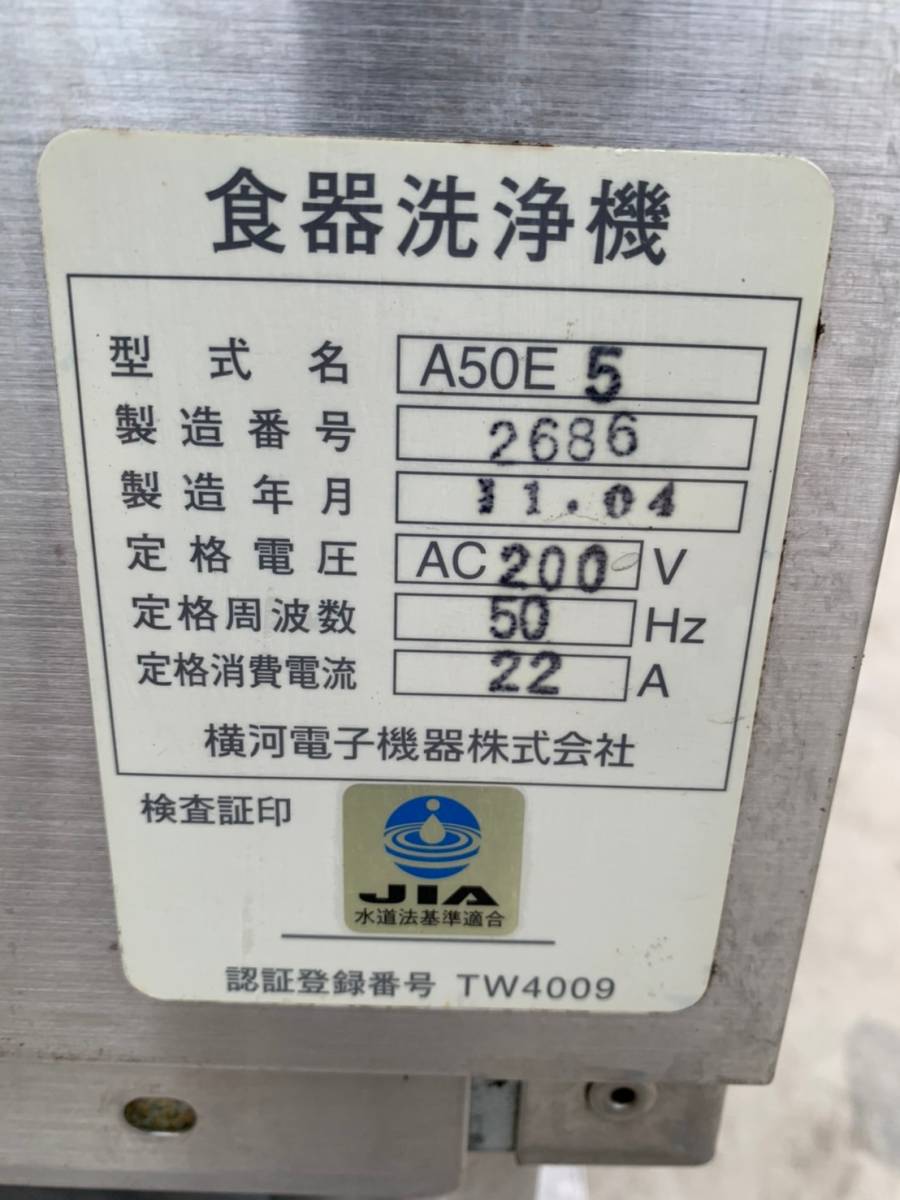 食器洗浄機
型式名 A50E 5
製造番号 2686
製造年月 11.04
定格電圧 AC 200 V
定格周波数 50 Hz
定格消費電流 22 A
横河電子機器株式会社
検査証印
JIA
水道法基準適合
認証登録番号 TW4009